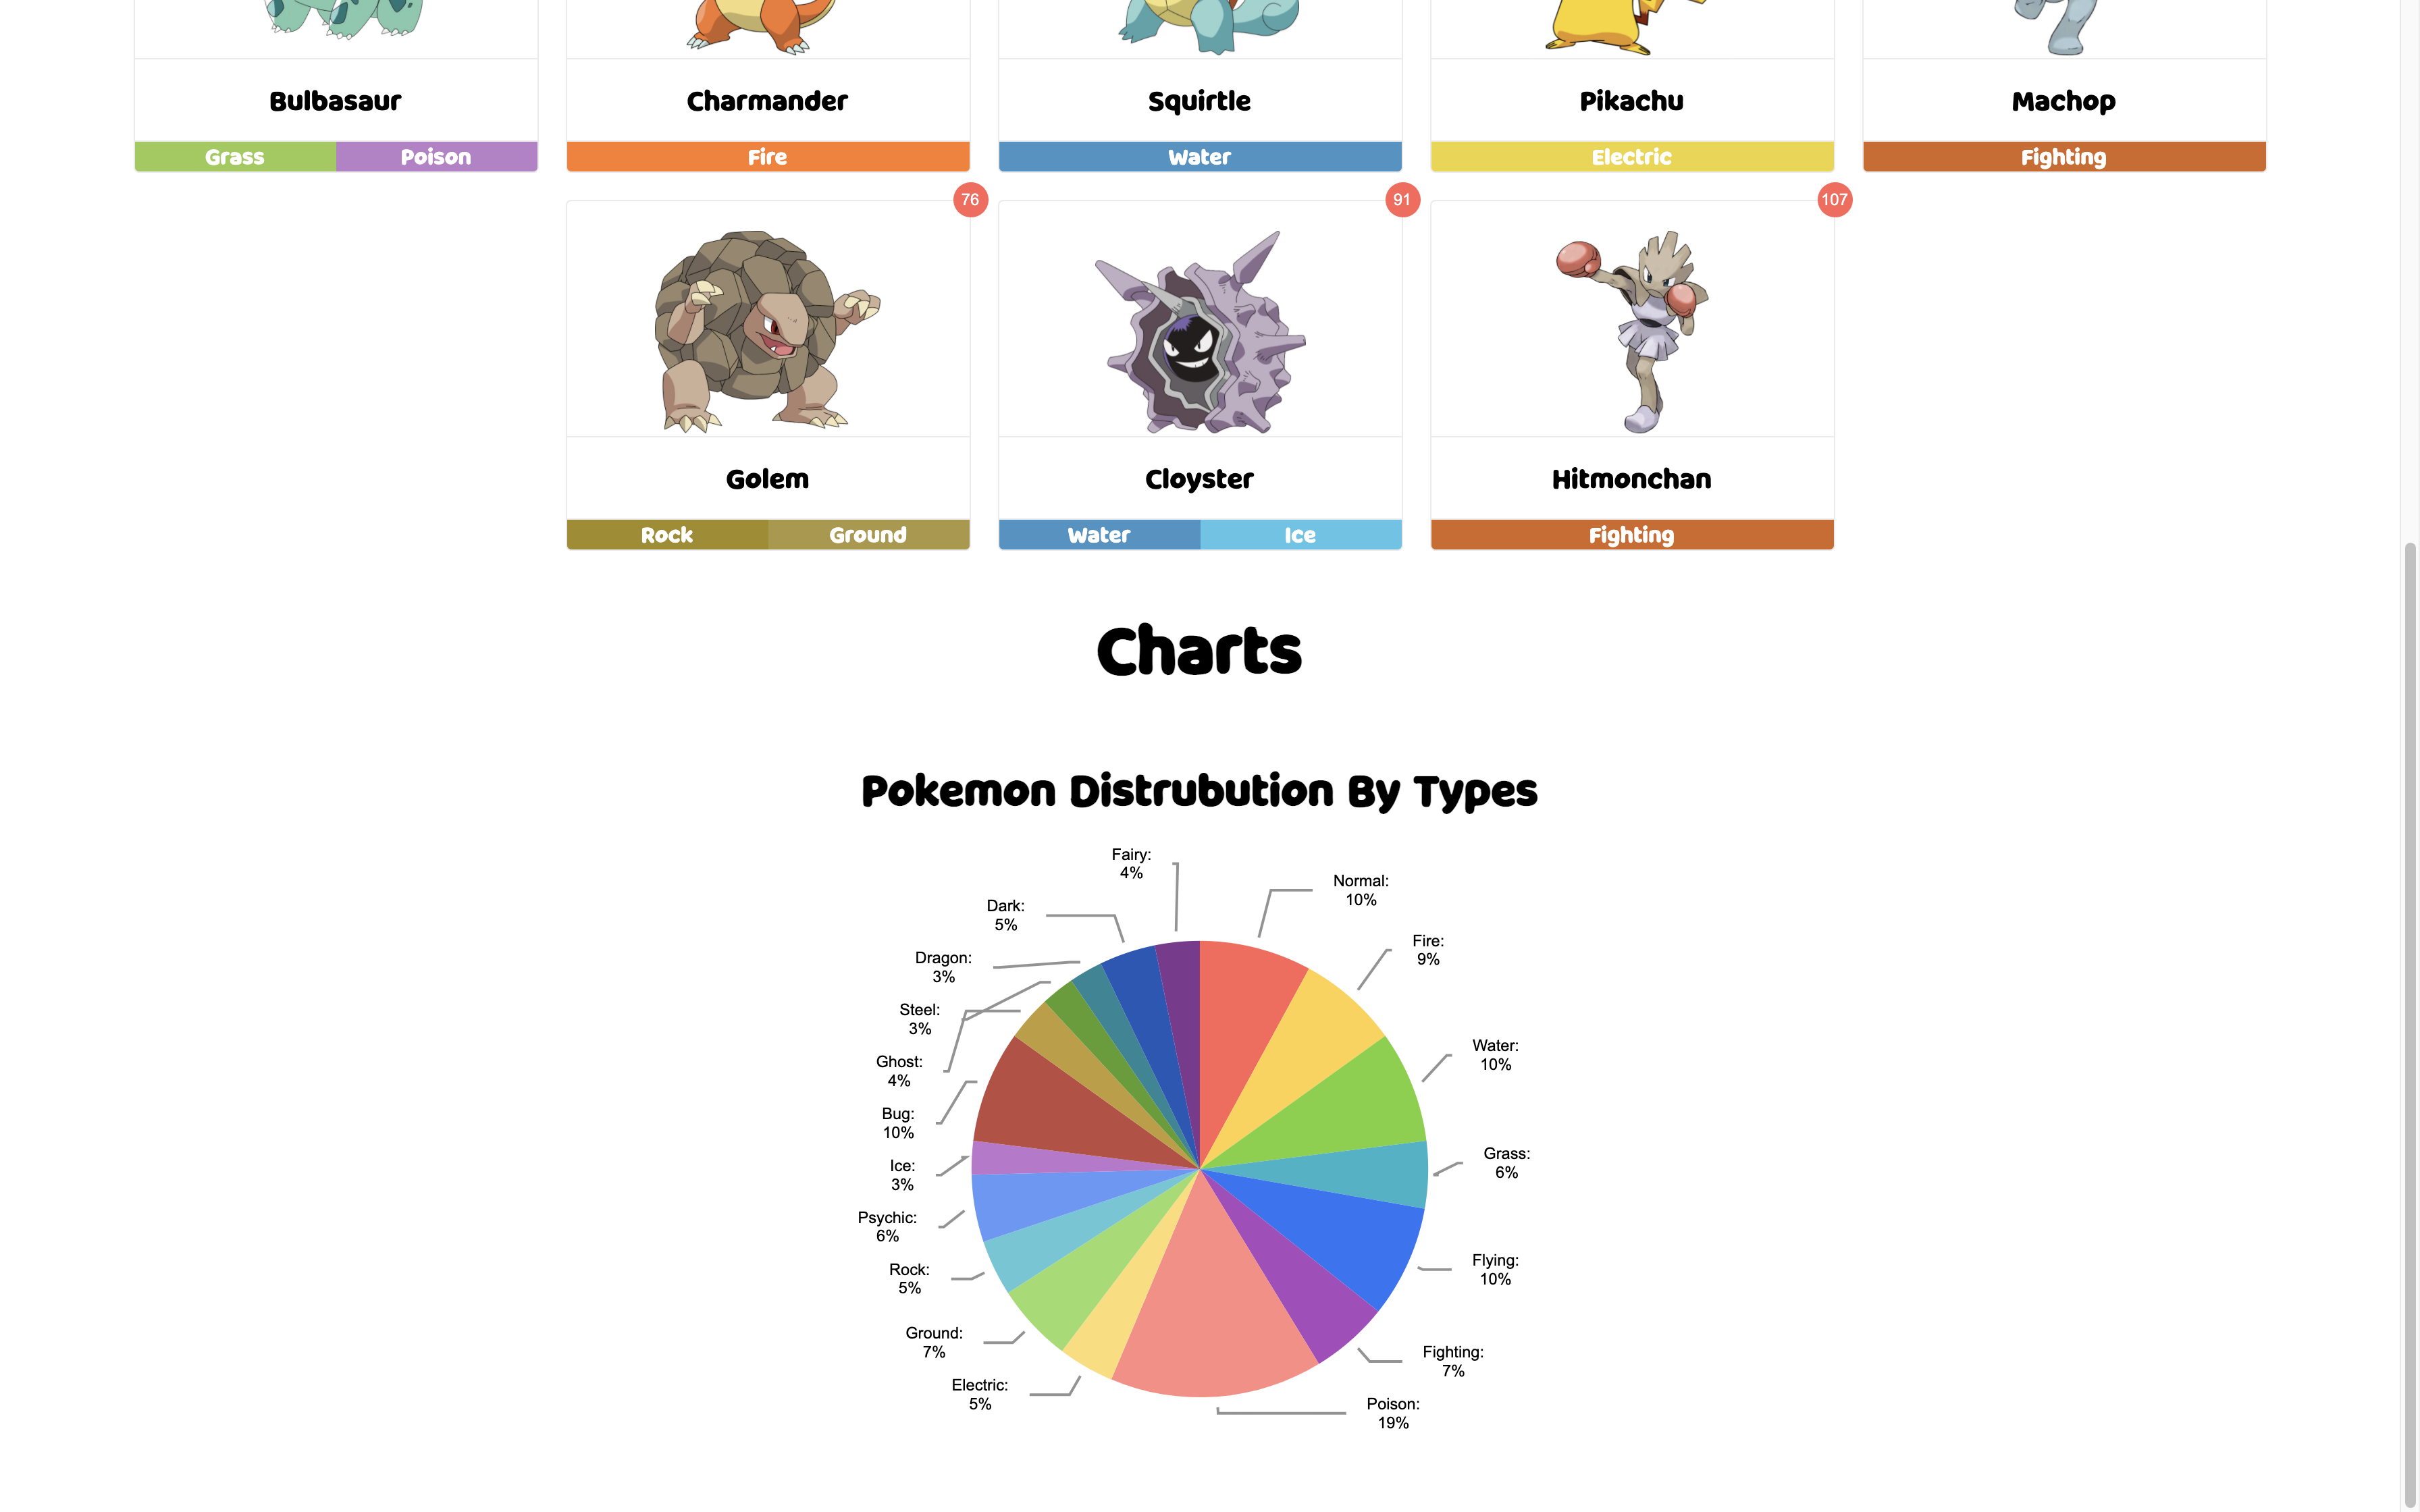 Bulbasaur
Charmander
Squirtle
Pikachu
Machop
Grass
Poison
Fire
Water
Electric
Fighting
76
91
107
Golem
Cloyster
Hitmonchan
Rock
Ground
Water
Ice
Fighting
Charts
Pokemon Distrubution By Types
Fairy:
4%
Normal:
10%
Dark:
5%
Fire:
9%
Dragon:
3%
Steel:
3%
Water:
10%
Ghost:
4%
Bug:
10%
Grass:
6%
Ice:
3%
Psychic:
6%
Flying:
10%
Rock:
5%
Ground:
7%
Fighting:
7%
Electric:
5%
Poison:
19%